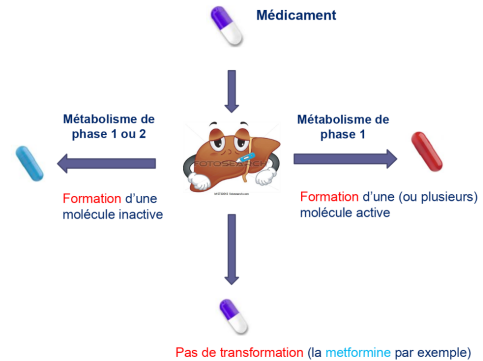 Médicament
Métabolisme de
phase 1 ou 2
Métabolisme de
phase 1
FOTOSEARCH
Formation d'une
molécule inactive
Formation d'une (ou plusieurs)
molécule active
Pas de transformation (la metformine par exemple)